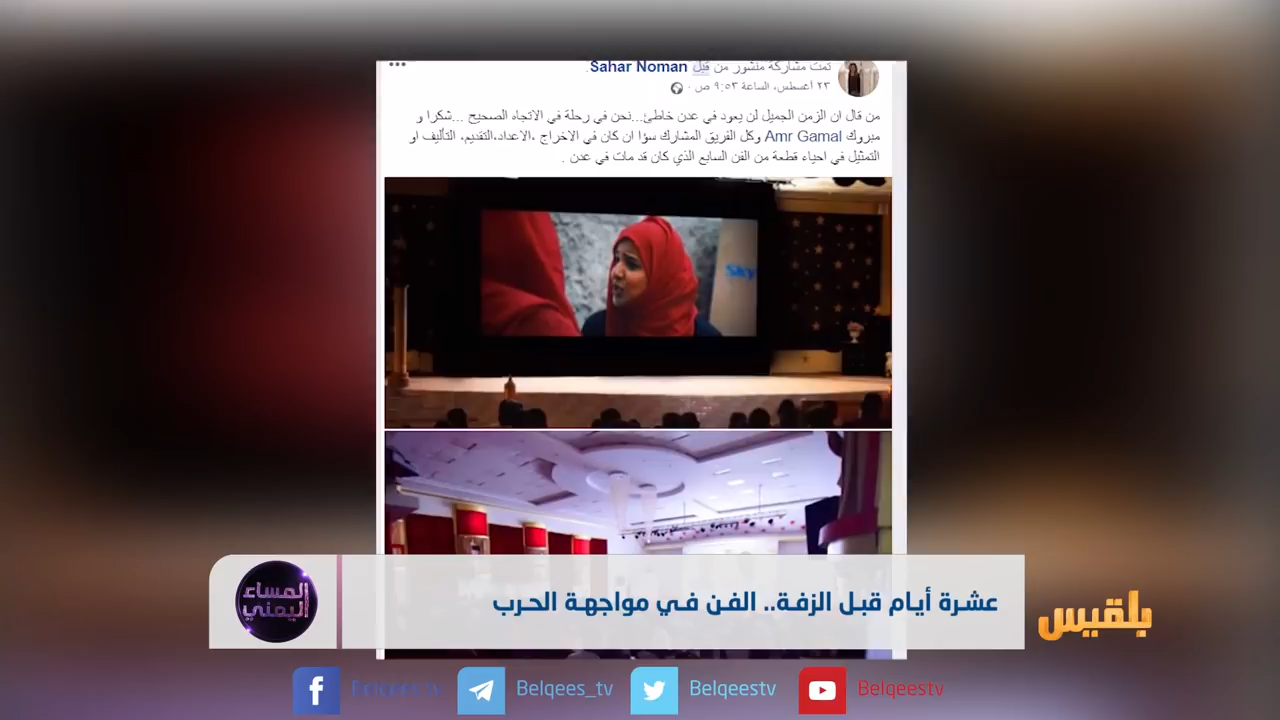 تمت مشاركة منشور من قبل Sahar Noman.
٢٣ أغسطس، الساعة ٩:٥٣ ص ·
من قال ان الزمن الجميل لن يعود في عدن خاطئ...نحن في رحلة في الاتجاه الصحيح ...شكرا و
مبروك Amr Gamal وكل الفريق المشارك سؤا ان كان في الاخراج ،الاعداد،التقديم، التأليف او
التمثيل في احياء قطعة من الفن السابع الذي كان قد مات في عدن .
sky
المساء
اليمني
عشرة أيام قبل الزفة.. الفن في مواجهة الحرب
بلقيس
Belqees_tv
Belqees_tv
Belqeestv
Belqeestv